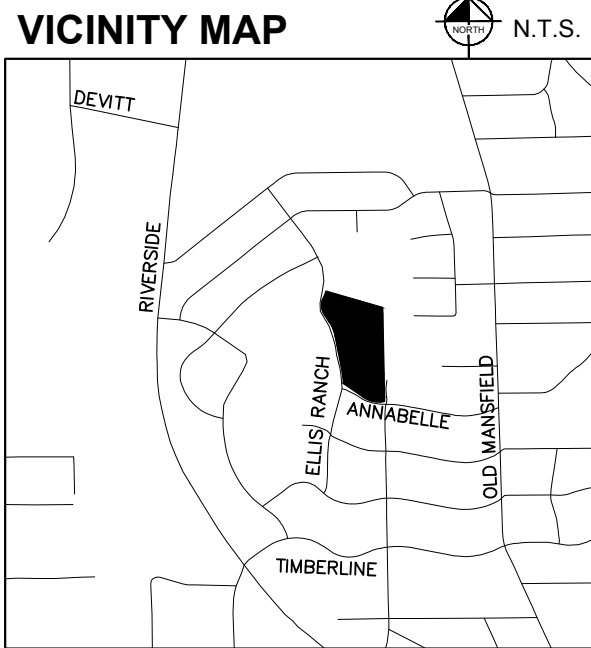 VICINITY MAP
NORTH
N.T.S.
DEVITT
RIVERSIDE
ELLIS RANCH
ANNABELLE
OLD MANSFIELD
TIMBERLINE